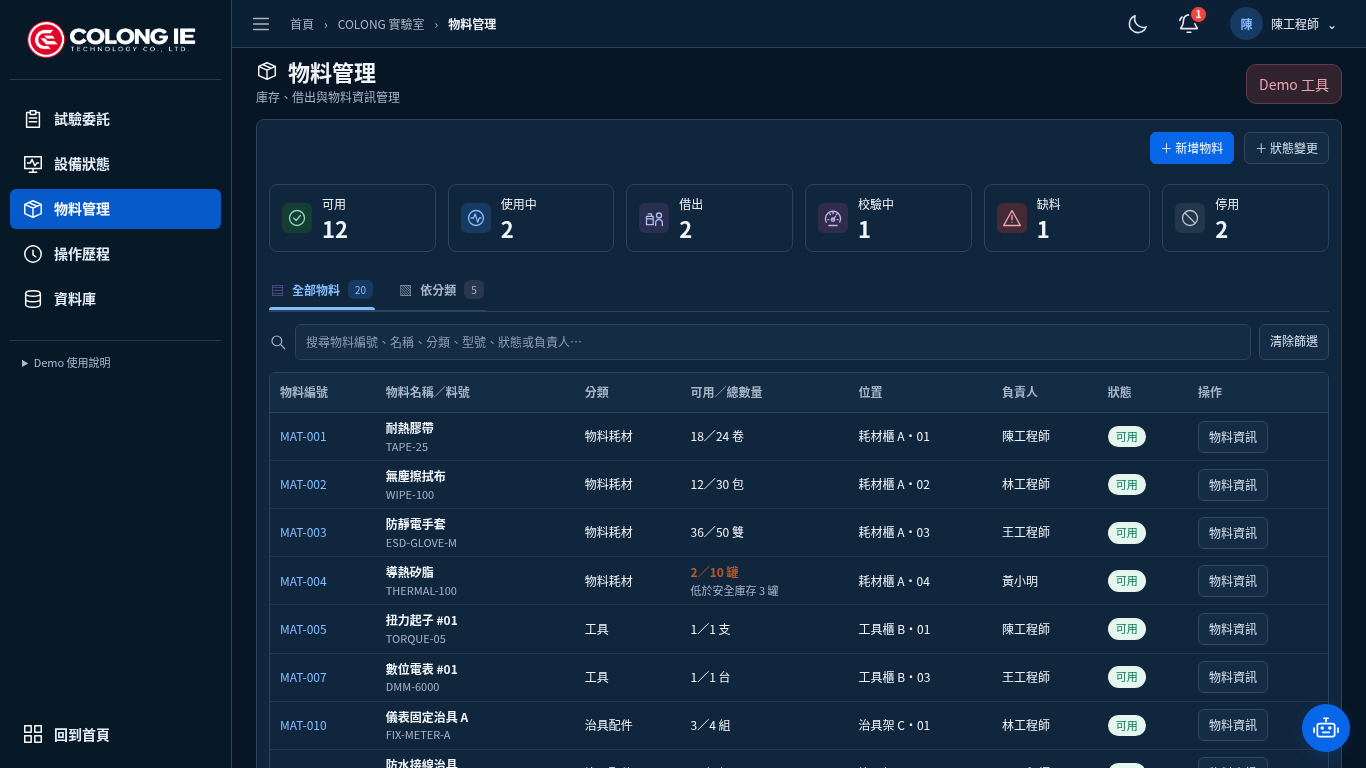 COLONG IE
TECHNOLOGY CO., LTD.
試驗委託
設備狀態
物料管理
操作歷程
資料庫
▶ Demo 使用說明
回到首頁
首頁 › COLONG 實驗室 › 物料管理
1
陳 陳工程師
物料管理
庫存、借出與物料資訊管理
Demo 工具
＋ 新增物料
＋ 狀態變更
可用
12
使用中
2
借出
2
校驗中
1
缺料
1
停用
2
全部物料 20
依分類 5
搜尋物料編號、名稱、分類、型號、狀態或負責人…
清除篩選
物料編號 物料名稱／料號 分類 可用／總數量 位置 負責人 狀態 操作
MAT-001 耐熱膠帶 物料耗材 18／24 卷 耗材櫃 A・01 陳工程師 可用 物料資訊
TAPE-25
MAT-002 無塵擦拭布 物料耗材 12／30 包 耗材櫃 A・02 林工程師 可用 物料資訊
WIPE-100
MAT-003 防靜電手套 物料耗材 36／50 雙 耗材櫃 A・03 王工程師 可用 物料資訊
ESD-GLOVE-M
MAT-004 導熱矽脂 物料耗材 2／10 罐 耗材櫃 A・04 黃小明 可用 物料資訊
THERMAL-100 低於安全庫存 3 罐
MAT-005 扭力起子 #01 工具 1／1 支 工具櫃 B・01 陳工程師 可用 物料資訊
TORQUE-05
MAT-007 數位電表 #01 工具 1／1 台 工具櫃 B・03 王工程師 可用 物料資訊
DMM-6000
MAT-010 儀表固定治具 A 治具配件 3／4 組 治具架 C・01 林工程師 可用 物料資訊
FIX-METER-A
防水接線治具